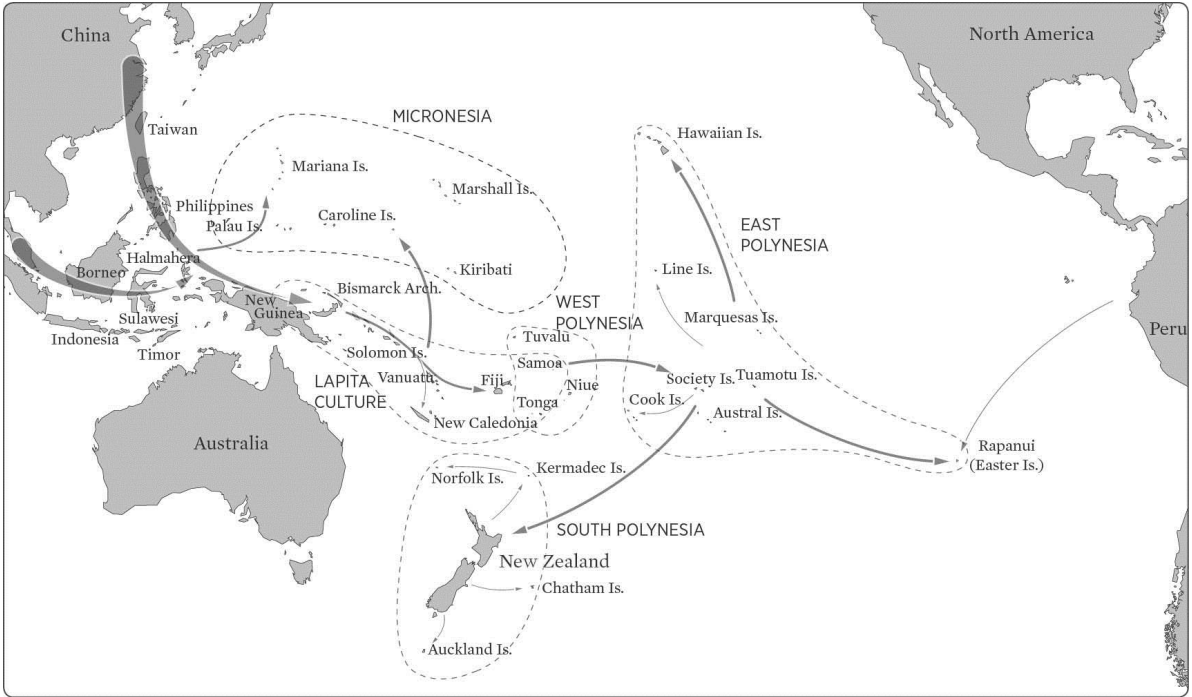 China
North America
Taiwan
MICRONESIA
Hawaiian Is.
Mariana Is.
Marshall Is.
Philippines
Palau Is.
Caroline Is.
EAST
POLYNESIA
Halmahera
Borneo
Kiribati
Line Is.
Bismarck Arch.
New
Guinea
Sulawesi
WEST
POLYNESIA
Marquesas Is.
Peru
Indonesia
Timor
Tuvalu
Solomon Is.
Samoa
LAPITA
CULTURE
Vanuatu
Fiji
Niue
Society Is.
Tuamotu Is.
Tonga
Cook Is.
Austral Is.
New Caledonia
Australia
Rapanui
(Easter Is.)
Norfolk Is.
Kermadec Is.
SOUTH POLYNESIA
New Zealand
Chatham Is.
Auckland Is.